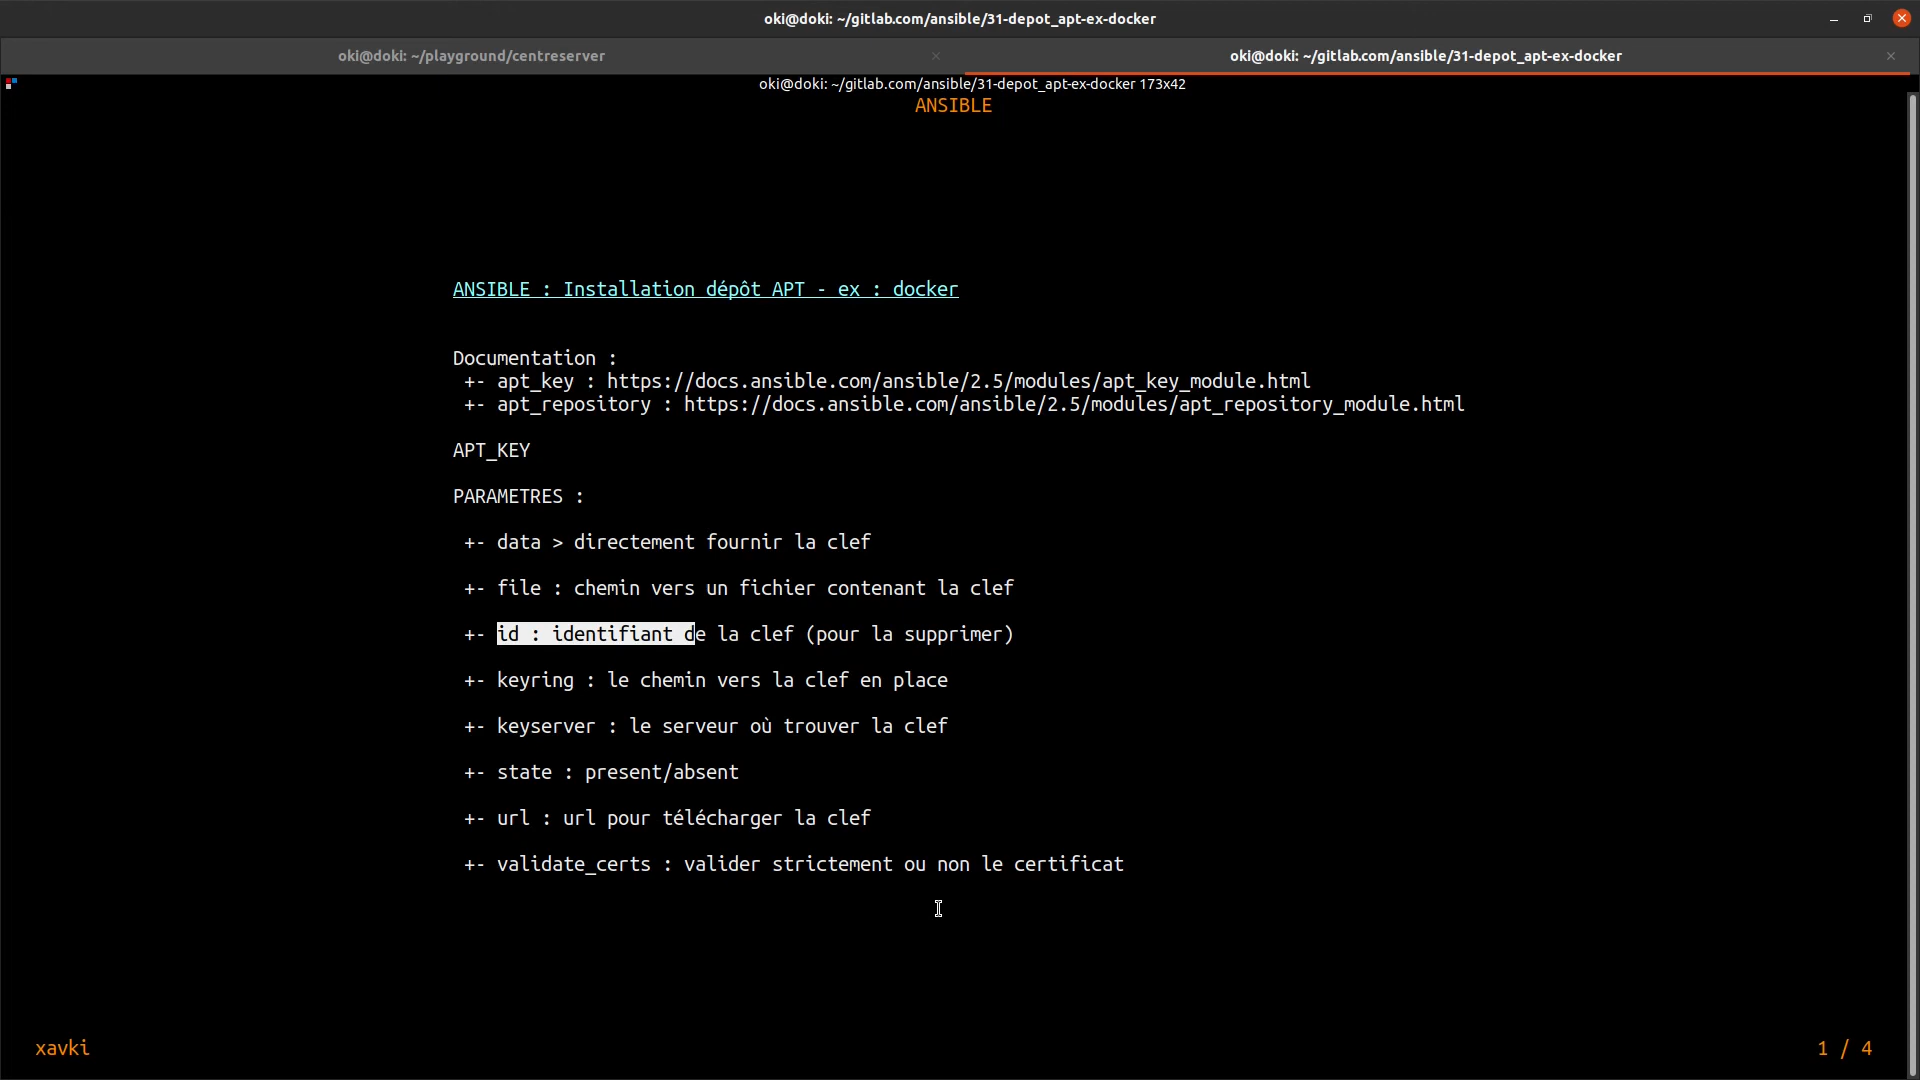 oki@doki: ~/gitlab.com/ansible/31-depot_apt-ex-docker
oki@doki: ~/playground/centreserver
oki@doki: ~/gitlab.com/ansible/31-depot_apt-ex-docker
oki@doki: ~/gitlab.com/ansible/31-depot_apt-ex-docker 173x42
ANSIBLE
ANSIBLE : Installation dépôt APT - ex : docker
Documentation :
+- apt_key : https://docs.ansible.com/ansible/2.5/modules/apt_key_module.html
+- apt_repository : https://docs.ansible.com/ansible/2.5/modules/apt_repository_module.html
APT_KEY
PARAMETRES :
+- data > directement fournir la clef
+- file : chemin vers un fichier contenant la clef
+- id : identifiant de la clef (pour la supprimer)
+- keyring : le chemin vers la clef en place
+- keyserver : le serveur où trouver la clef
+- state : present/absent
+- url : url pour télécharger la clef
+- validate_certs : valider strictement ou non le certificat
xavki
1 / 4